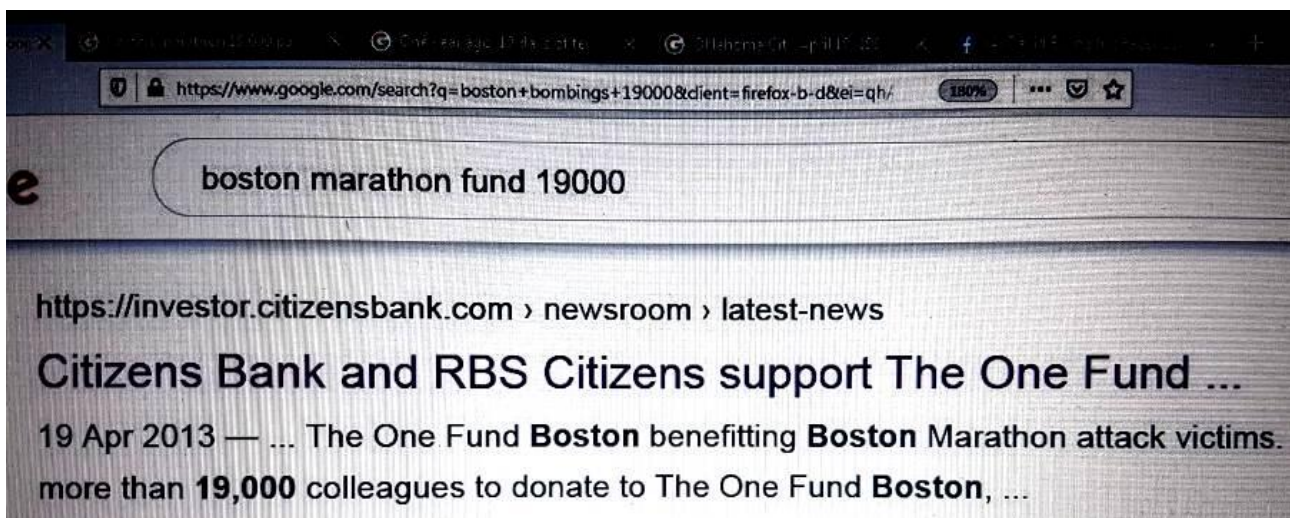 https://www.google.com/search?q=boston+bombings+19000&client=firefox-b-d&ei=qh/ 180%
e boston marathon fund 19000
https://investor.citizensbank.com › newsroom › latest-news
Citizens Bank and RBS Citizens support The One Fund ...
19 Apr 2013 — ... The One Fund Boston benefitting Boston Marathon attack victims.
more than 19,000 colleagues to donate to The One Fund Boston, ...